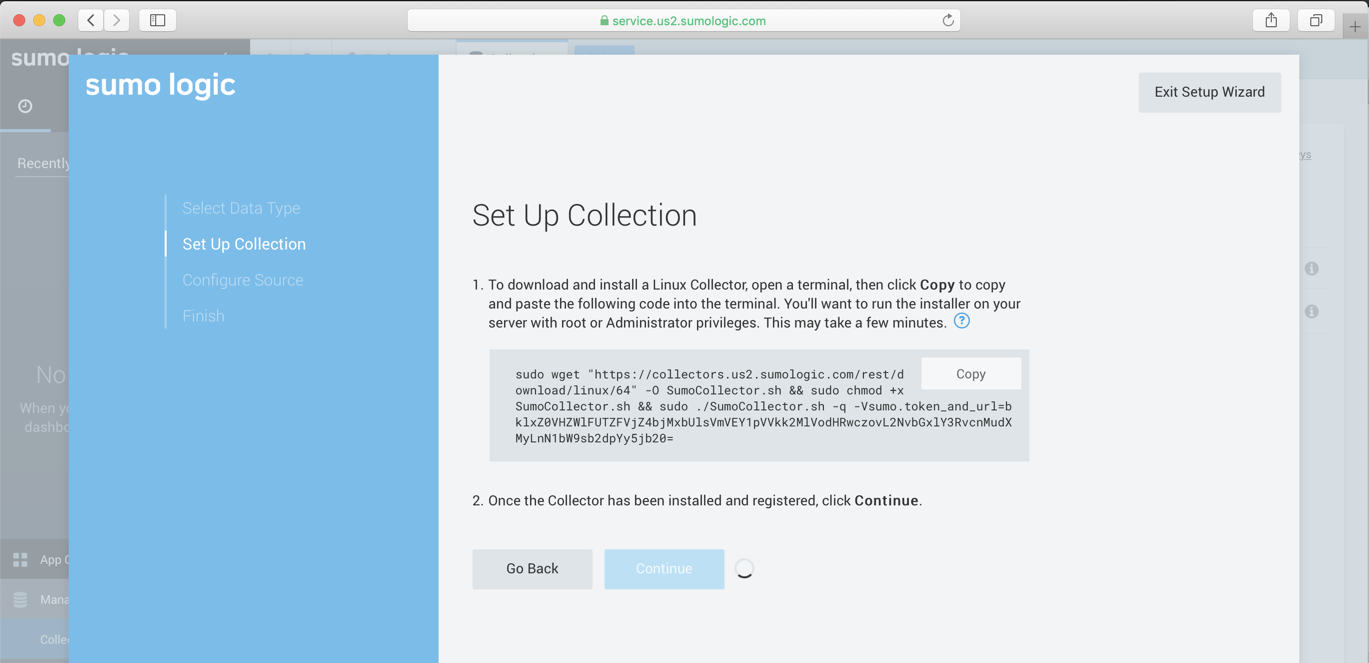 service.us2.sumologic.com
sumo logic
sumo logic
Exit Setup Wizard
Recently
Select Data Type
Set Up Collection
Configure Source
Finish
Set Up Collection
1. To download and install a Linux Collector, open a terminal, then click Copy to copy
and paste the following code into the terminal. You'll want to run the installer on your
server with root or Administrator privileges. This may take a few minutes. ?
Copy
sudo wget "https://collectors.us2.sumologic.com/rest/d
ownload/linux/64" -O SumoCollector.sh && sudo chmod +x
SumoCollector.sh && sudo ./SumoCollector.sh -q -Vsumo.token_and_url=b
klxZ0VHZWlFUTZFVjZ4bjMxbUlsVmVEY1pVVkk2MlVodHRwczovL2NvbGxlY3RvcnMudX
MyLnN1bW9sb2dpYy5jb20=
2. Once the Collector has been installed and registered, click Continue.
Go Back
Continue
No
When yo
dashbo
App C
Mana
Colle
ys